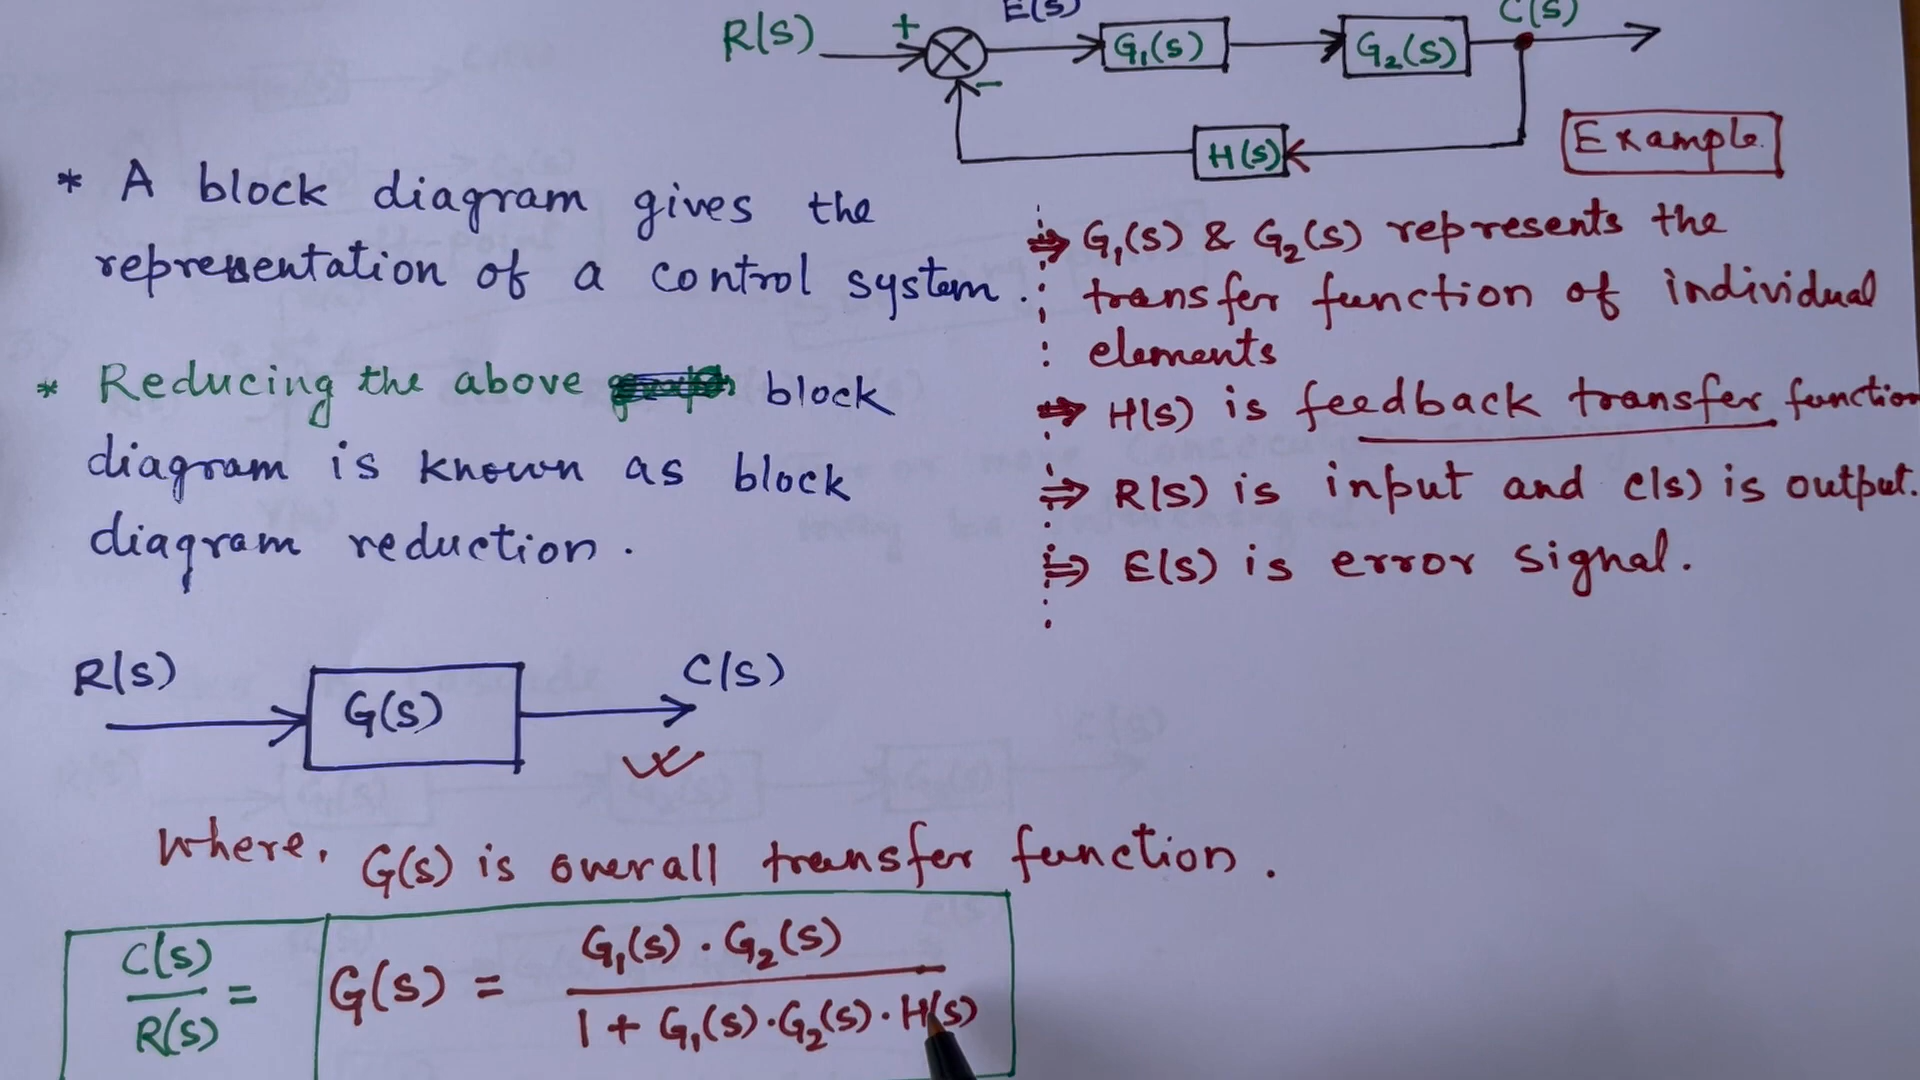 E(s)
C(s)
R(s)
+
G₁(s)
G₂(s)
−
H(s)
Example
* A block diagram gives the
representation of a control system.
* Reducing the above block
diagram is known as block
diagram reduction.
⇒ G₁(s) & G₂(s) represents the
transfer function of individual
elements
⇒ H(s) is feedback transfer function
⇒ R(s) is input and c(s) is output.
⇒ E(s) is error signal.
R(s)
G(s)
C(s)
where, G(s) is overall transfer function.
C(s)/R(s) = G(s) = G₁(s) · G₂(s) / 1 + G₁(s) · G₂(s) · H(s)